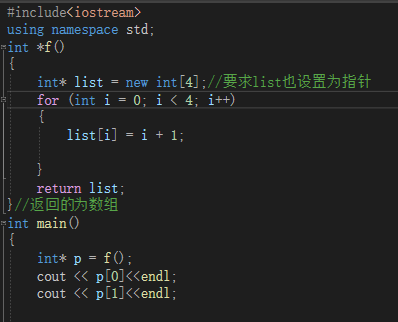 #include<iostream>
using namespace std;
int *f()
{
    int* list = new int[4];//要求list也设置为指针
    for (int i = 0; i < 4; i++)
    {
        list[i] = i + 1;
    }
    return list;
}//返回的为数组
int main()
{
    int* p = f();
    cout << p[0]<<endl;
    cout << p[1]<<endl;